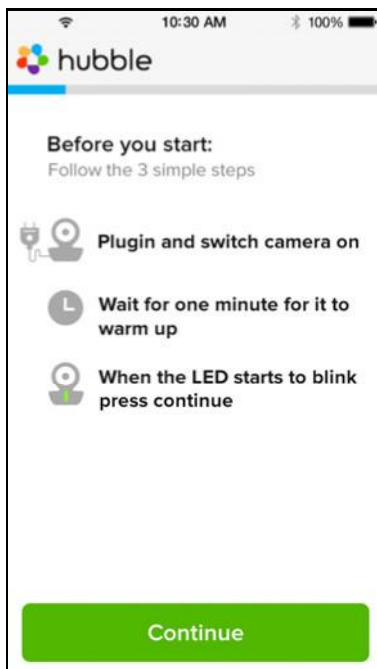 10:30 AM 100%
hubble
Before you start:
Follow the 3 simple steps
Plugin and switch camera on
Wait for one minute for it to
warm up
When the LED starts to blink
press continue
Continue